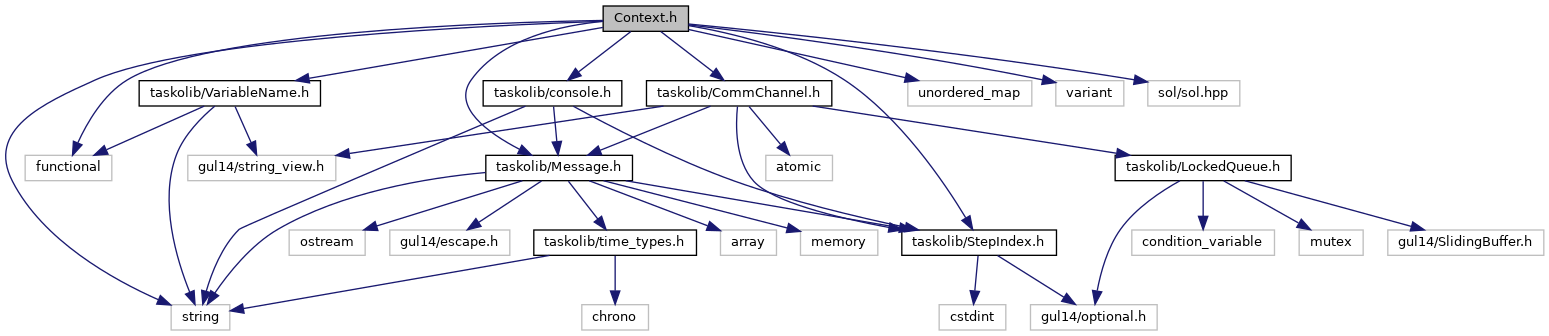 Context.h
taskolib/VariableName.h
taskolib/console.h
taskolib/CommChannel.h
unordered_map
variant
sol/sol.hpp
functional
gul14/string_view.h
taskolib/Message.h
atomic
taskolib/LockedQueue.h
ostream
gul14/escape.h
taskolib/time_types.h
array
memory
taskolib/StepIndex.h
condition_variable
mutex
gul14/SlidingBuffer.h
string
chrono
cstdint
gul14/optional.h